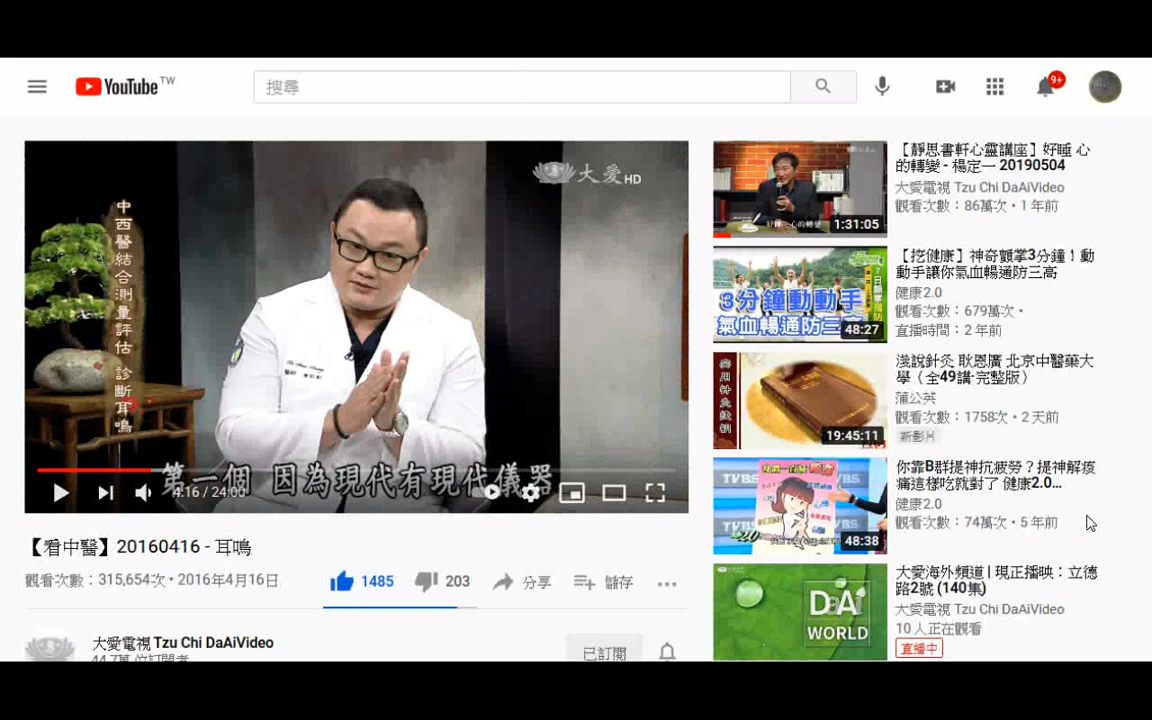 YouTube TW
搜尋
9+
大愛HD
中西醫結合測量評估 診斷耳鳴
第一個 因為現代有現代儀器
4:16 / 24:00
【看中醫】20160416 - 耳鳴
觀看次數：315,654次 • 2016年4月16日
1485
203
分享
儲存
大愛電視 Tzu Chi DaAiVideo
44.7萬 位訂閱者
已訂閱
1:31:05
【靜思書軒心靈講座】好睡 心
的轉變 - 楊定一 20190504
大愛電視 Tzu Chi DaAiVideo
觀看次數：86萬次 • 1 年前
3分鐘動動手
氣血暢通防三高
48:27
【挖健康】神奇顫掌3分鐘！動
動手讓你氣血暢通防三高
健康2.0
觀看次數：679萬次 •
直播時間：2 年前
19:45:11
淺說針灸 耿恩廣 北京中醫藥大
學（全49講-完整版）
蒲公英
觀看次數：1758次 • 2 天前
新影片
TVBS
48:38
你靠B群提神抗疲勞？提神解痠
痛這樣吃就對了 健康2.0...
健康2.0
觀看次數：74萬次 • 5 年前
DaAi
WORLD
大愛海外頻道 | 現正播映：立德
路2號 (140集)
大愛電視 Tzu Chi DaAiVideo
10 人正在觀看
直播中